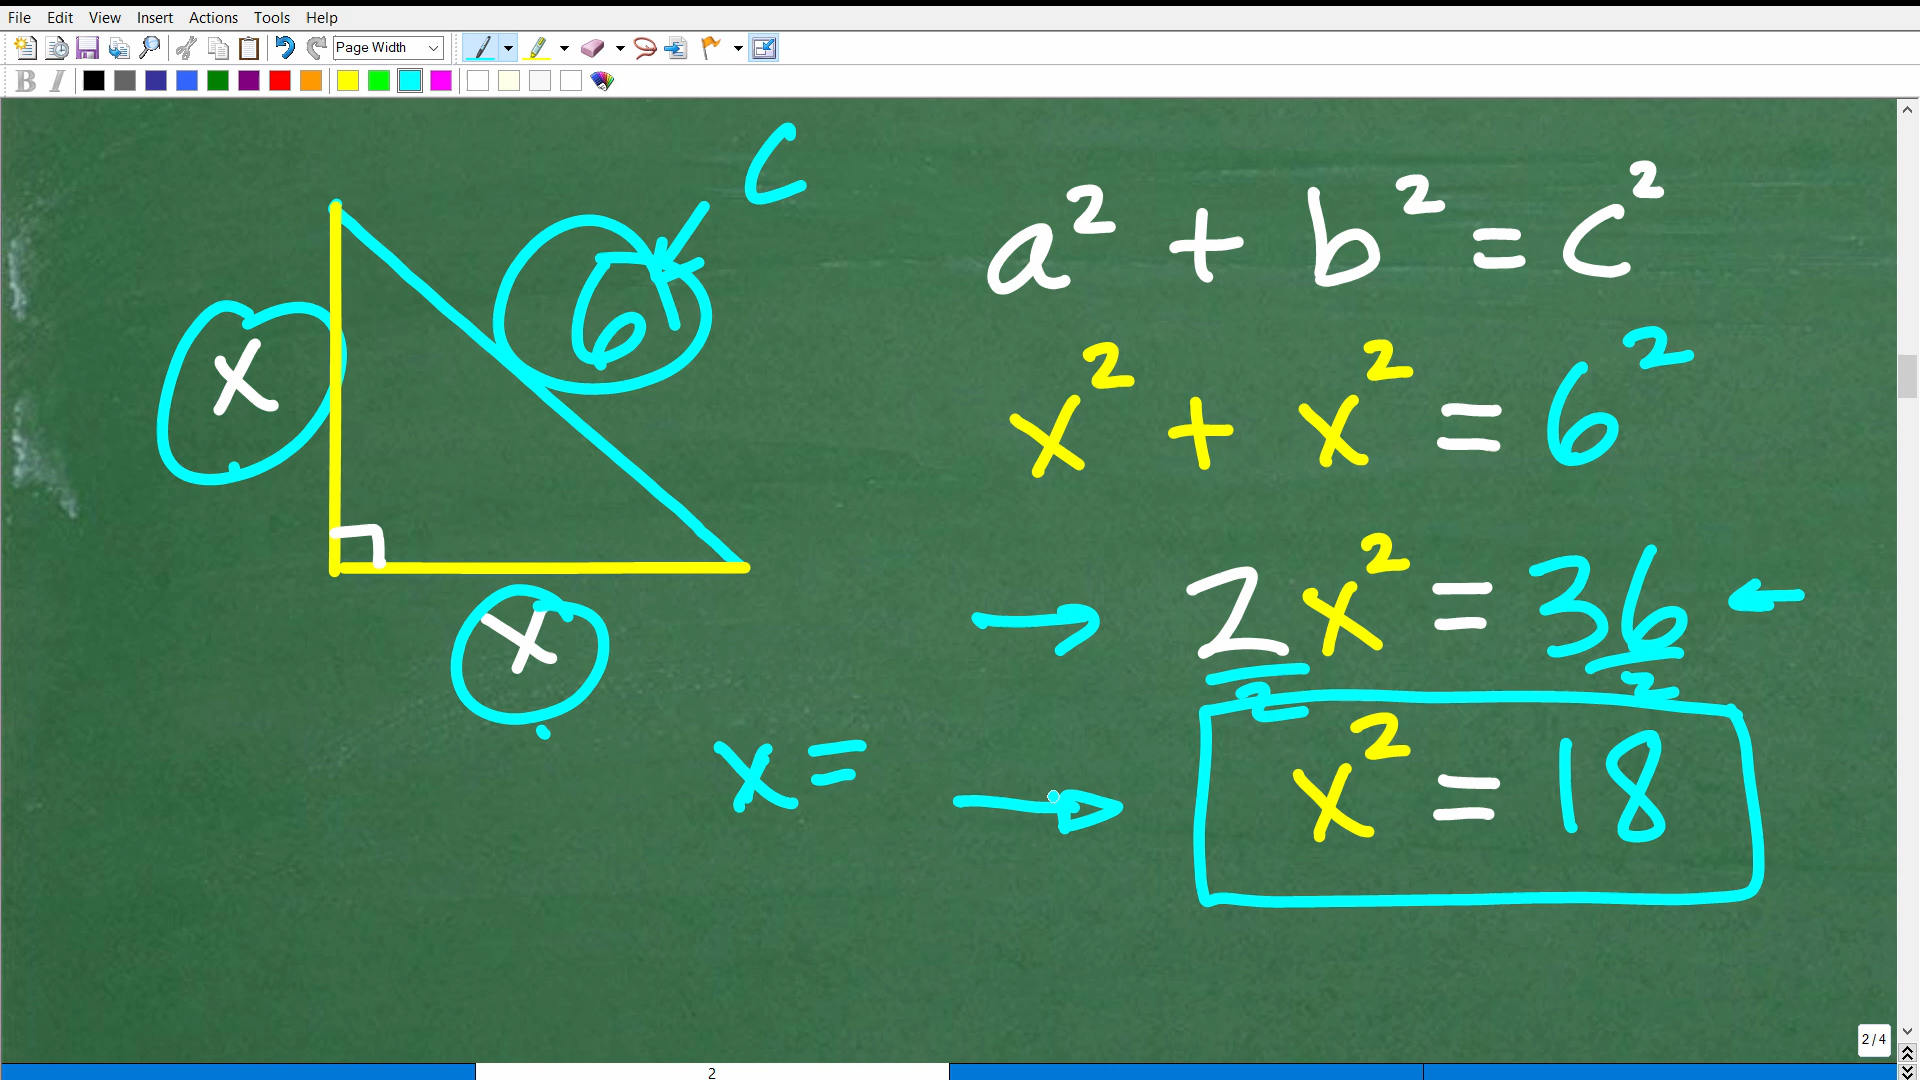 File Edit View Insert Actions Tools Help
Page Width
B I
C
6
x
x
a² + b² = c²
x² + x² = 6²
2x² = 36
2 2
x =
x² = 18
2 / 4
2